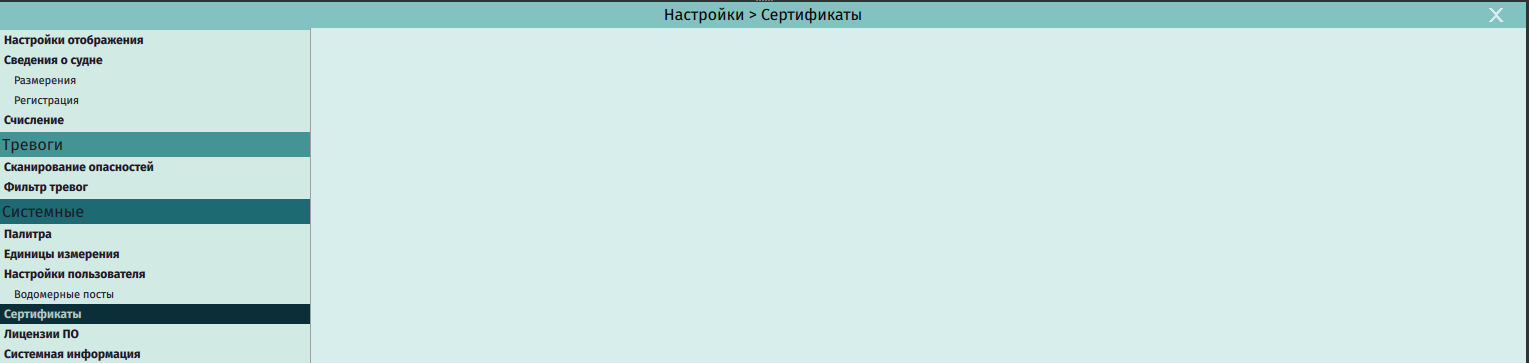 Настройки > Сертификаты
Настройки отображения
Сведения о судне
Размерения
Регистрация
Счисление
Тревоги
Сканирование опасностей
Фильтр тревог
Системные
Палитра
Единицы измерения
Настройки пользователя
Водомерные посты
Сертификаты
Лицензии ПО
Системная информация